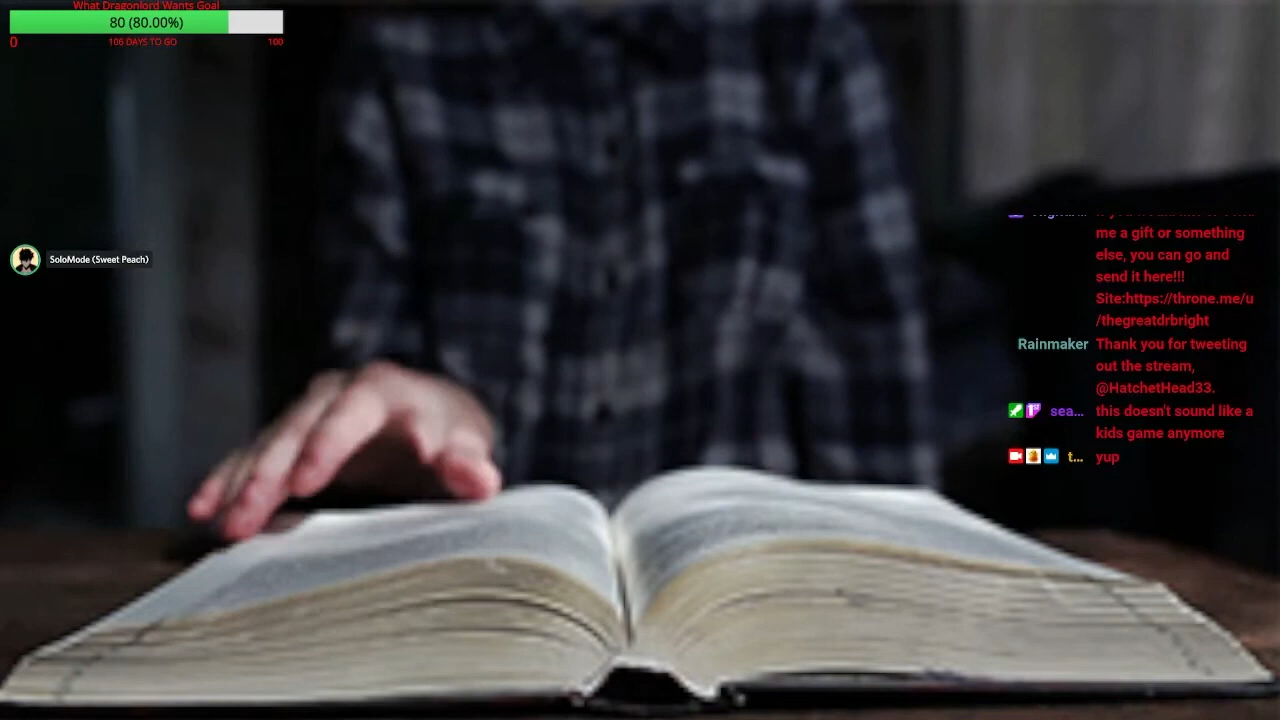 What Dragonlord Wants Goal
80 (80.00%)
0
106 DAYS TO GO
100
SoloMode (Sweet Peach)
me a gift or something
else, you can go and
send it here!!!
Site:https://throne.me/u
/thegreatdrbright
Rainmaker Thank you for tweeting
out the stream,
@HatchetHead33.
sea... this doesn't sound like a
kids game anymore
t... yup